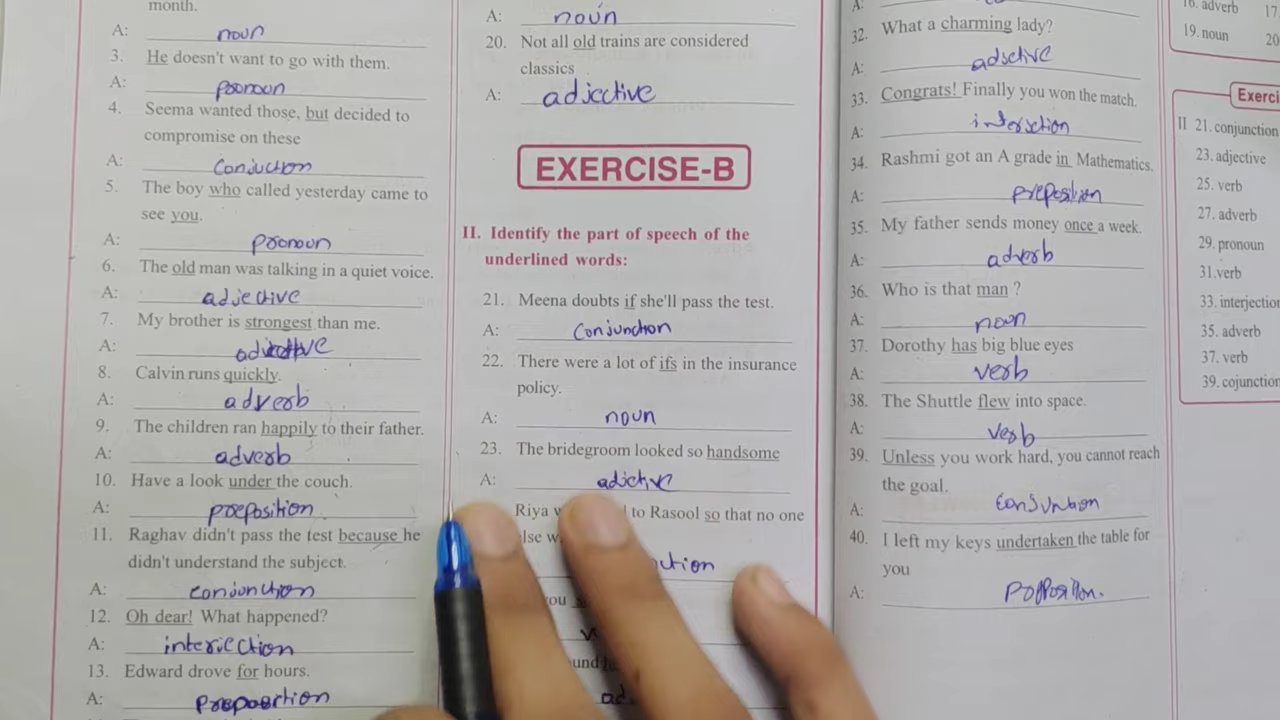 month.
A: noun
3. He doesn't want to go with them.
A: poonoun
4. Seema wanted those, but decided to
compromise on these
A: Conjuction
5. The boy who called yesterday came to
see you.
A: poonoun
6. The old man was talking in a quiet voice.
A: adjective
7. My brother is strongest than me.
A:
8. Calvin runs quickly.
A: adverb
9. The children ran happily to their father.
A: adverb
10. Have a look under the couch.
A: poeposition
11. Raghav didn't pass the test because he
didn't understand the subject.
A: conjunction
12. Oh dear! What happened?
A: interjection
13. Edward drove for hours.
A:
A: noun
20. Not all old trains are considered
classics
A: adjective
EXERCISE-B
II. Identify the part of speech of the
underlined words:
21. Meena doubts if she'll pass the test.
A: Conjunction
22. There were a lot of ifs in the insurance
policy.
A: noun
23. The bridegroom looked so handsome
A: adictive
Riya to Rasool so that no one
A:
32. What a charming lady?
A: adjctive
33. Congrats! Finally you won the match.
A:
34. Rashmi got an A grade in Mathematics.
A: preposition
35. My father sends money once a week.
A: adverb
36. Who is that man ?
A: noun
37. Dorothy has big blue eyes
A: verb
38. The Shuttle flew into space.
A: verb
39. Unless you work hard, you cannot reach
the goal.
A:
40. I left my keys undertaken the table for
you
A:
16. adverb 17.
19. noun 20
Exerci
II 21. conjunction
23. adjective
25. verb
27. adverb
29. pronoun
31. verb
33. interjectio
35. adverb
37. verb
39. cojunction